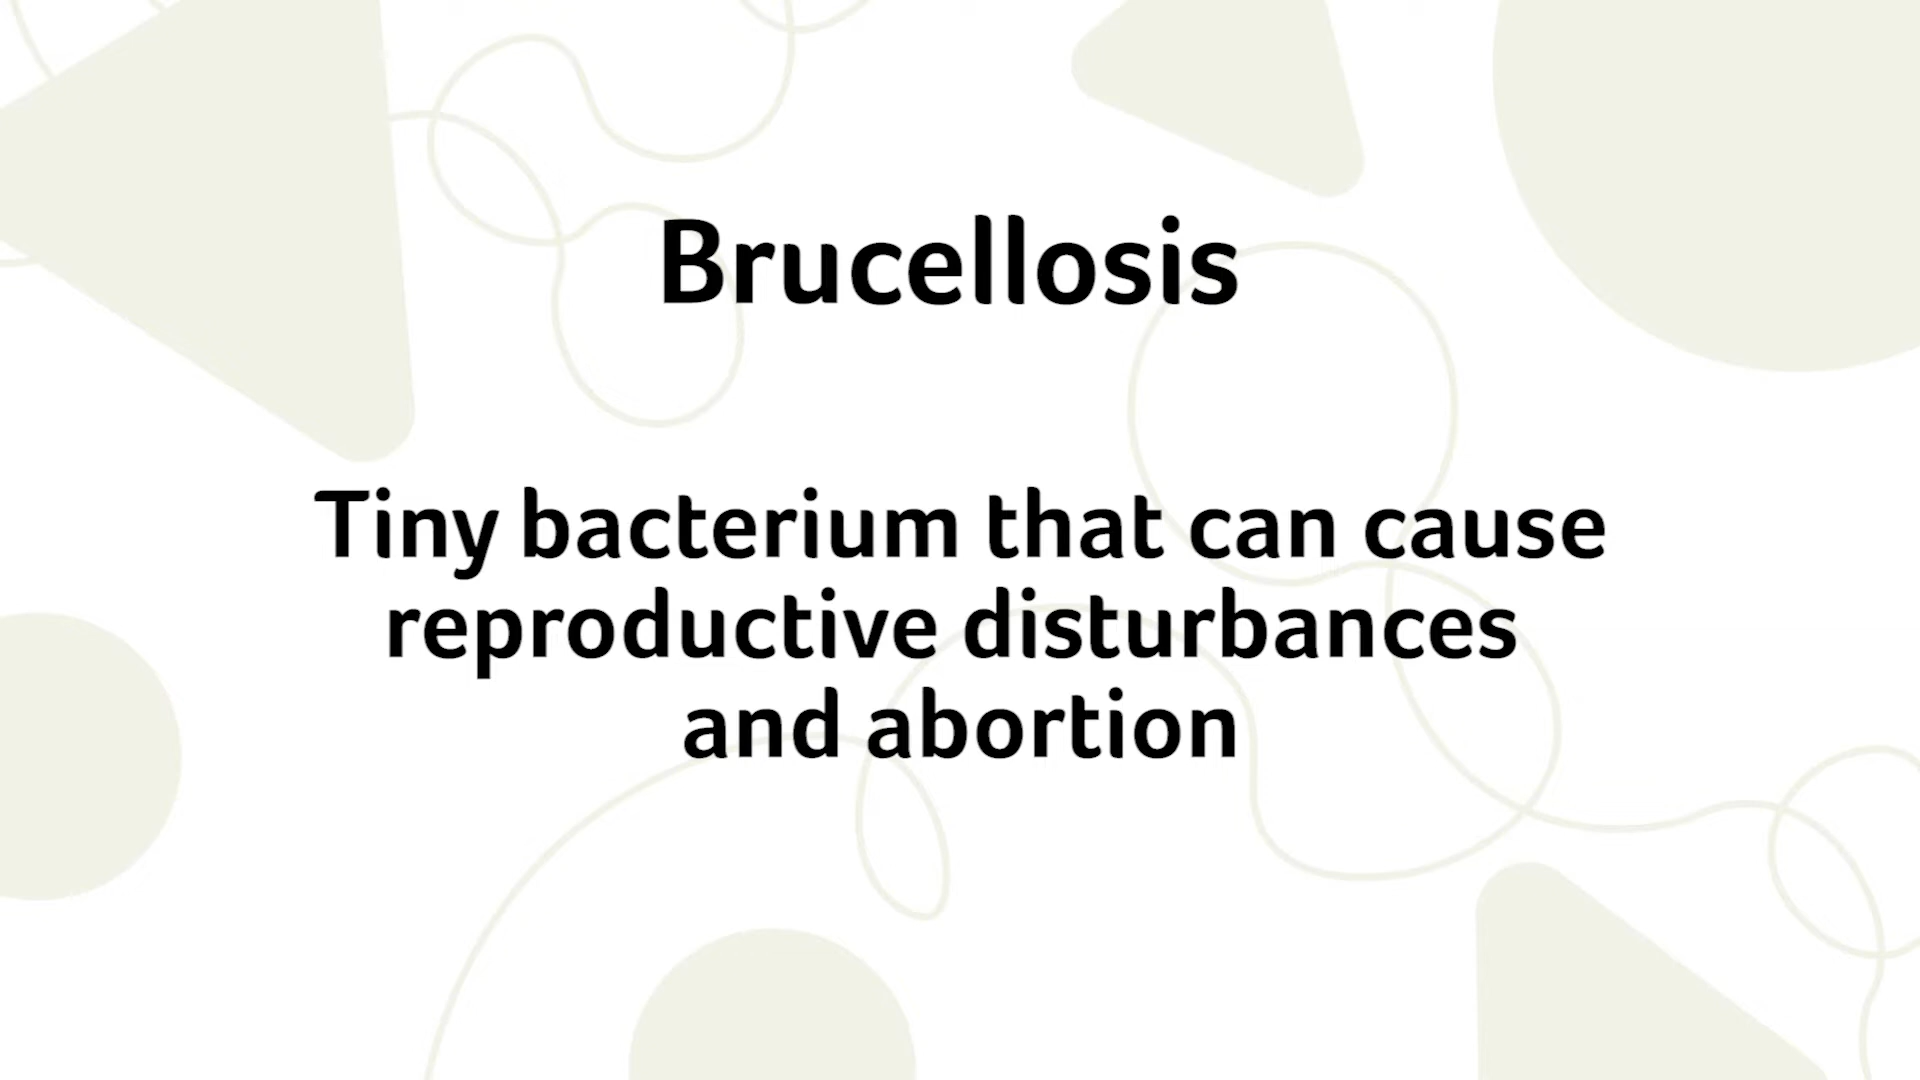 Brucellosis
Tiny bacterium that can cause
reproductive disturbances
and abortion